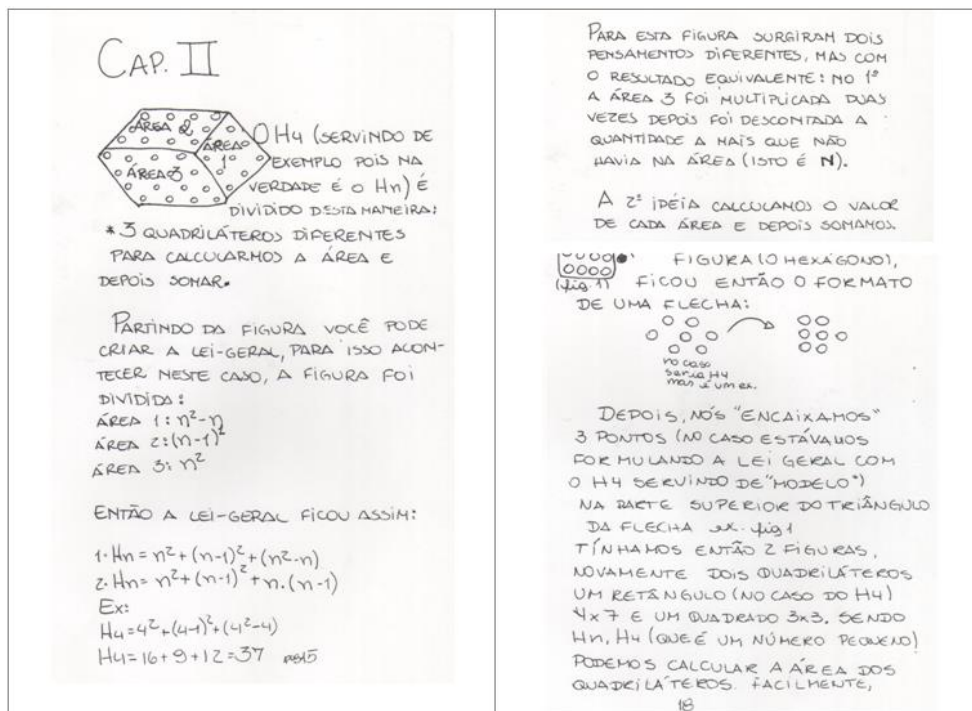 CAP. II
ÁREA 2
ÁREA 1
ÁREA 3
O H4 (SERVINDO DE
EXEMPLO POIS NA
VERDADE É O Hn) É
DIVIDIDO DESTA MANEIRA:
* 3 QUADRILÁTEROS DIFERENTES
PARA CALCULARMOS A ÁREA E
DEPOIS SOMAR.
PARTINDO DA FIGURA VOCÊ PODE
CRIAR A LEI-GERAL, PARA ISSO ACON-
TECER NESTE CASO, A FIGURA FOI
DIVIDIDA:
ÁREA 1: n²-n
ÁREA 2: (n-1)²
ÁREA 3: n²
ENTÃO A LEI-GERAL FICOU ASSIM:
1. Hn = n² + (n-1)² + (n²-n)
2. Hn = n² + (n-1)² + n.(n-1)
Ex:
H4 = 4² + (4-1)² + (4²-4)
H4 = 16 + 9 + 12 = 37
PARA ESTA FIGURA SURGIRAM DOIS
PENSAMENTOS DIFERENTES, MAS COM
O RESULTADO EQUIVALENTE: NO 1º
A ÁREA 3 FOI MULTIPLICADA DUAS
VEZES DEPOIS FOI DESCONTADA A
QUANTIDADE A MAIS QUE NÃO
HAVIA NA ÁREA (ISTO É N).
A 2ª IDÉIA CALCULAMOS O VALOR
DE CADA ÁREA E DEPOIS SOMAMOS.
FIGURA (O HEXÁGONO),
(fig. 1) FICOU ENTÃO O FORMATO
DE UMA FLECHA:
no caso
seria H4
mas é um ex.
DEPOIS, NÓS "ENCAIXAMOS"
3 PONTOS (NO CASO ESTÁVAMOS
FORMULANDO A LEI GERAL COM
O H4 SERVINDO DE "MODELO")
NA PARTE SUPERIOR DO TRIÂNGULO
DA FLECHA ex. fig 1
TÍNHAMOS ENTÃO 2 FIGURAS,
NOVAMENTE DOIS QUADRILÁTEROS
UM RETÂNGULO (NO CASO DO H4)
4x7 E UM QUADRADO 3x3. SENDO
Hn, H4 (QUE É UM NÚMERO PEQUENO)
PODEMOS CALCULAR A ÁREA DOS
QUADRILÁTEROS. FACILMENTE,
18